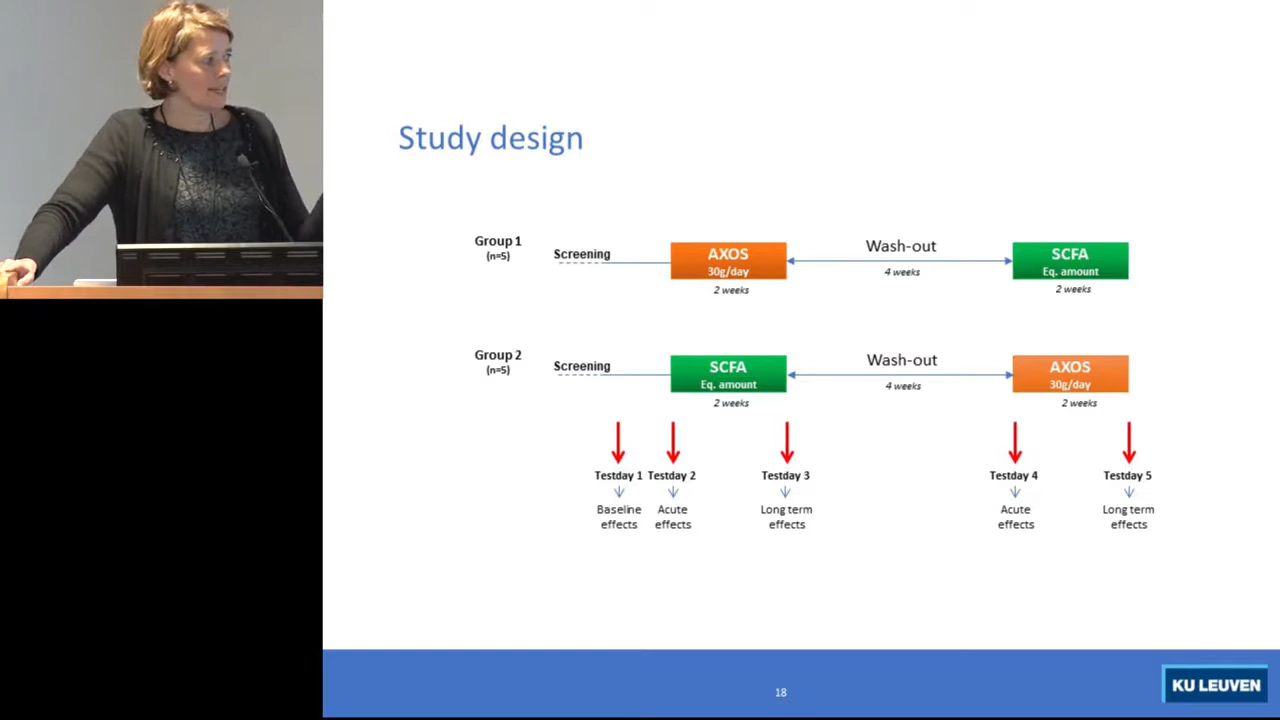 Study design
Group 1
(n=5)
Screening
AXOS
30g/day
2 weeks
Wash-out
4 weeks
SCFA
Eq. amount
2 weeks
Group 2
(n=5)
Screening
SCFA
Eq. amount
2 weeks
Wash-out
4 weeks
AXOS
30g/day
2 weeks
Testday 1 Testday 2 Testday 3 Testday 4 Testday 5
Baseline effects
Acute effects
Long term effects
Acute effects
Long term effects
18
KU LEUVEN